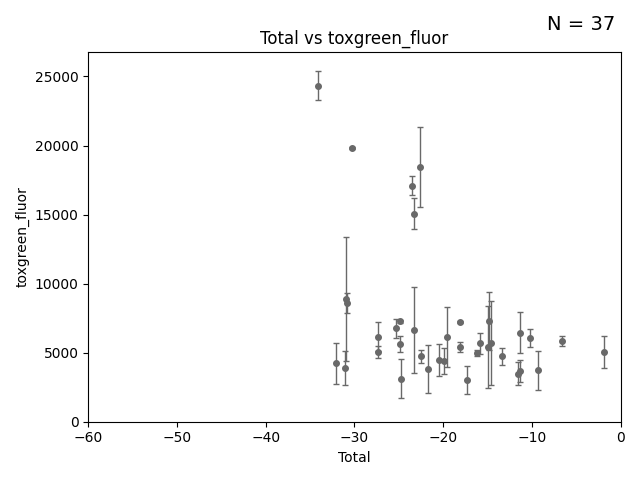 N = 37
Total vs toxgreen_fluor
toxgreen_fluor
25000
20000
15000
10000
5000
0
−60 −50 −40 −30 −20 −10 0
Total